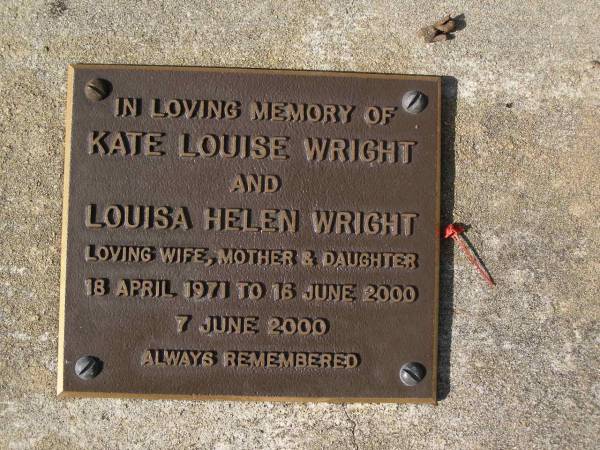 IN LOVING MEMORY OF
KATE LOUISE WRIGHT
AND
LOUISA HELEN WRIGHT
LOVING WIFE, MOTHER & DAUGHTER
18 APRIL 1971 TO 16 JUNE 2000
7 JUNE 2000
ALWAYS REMEMBERED